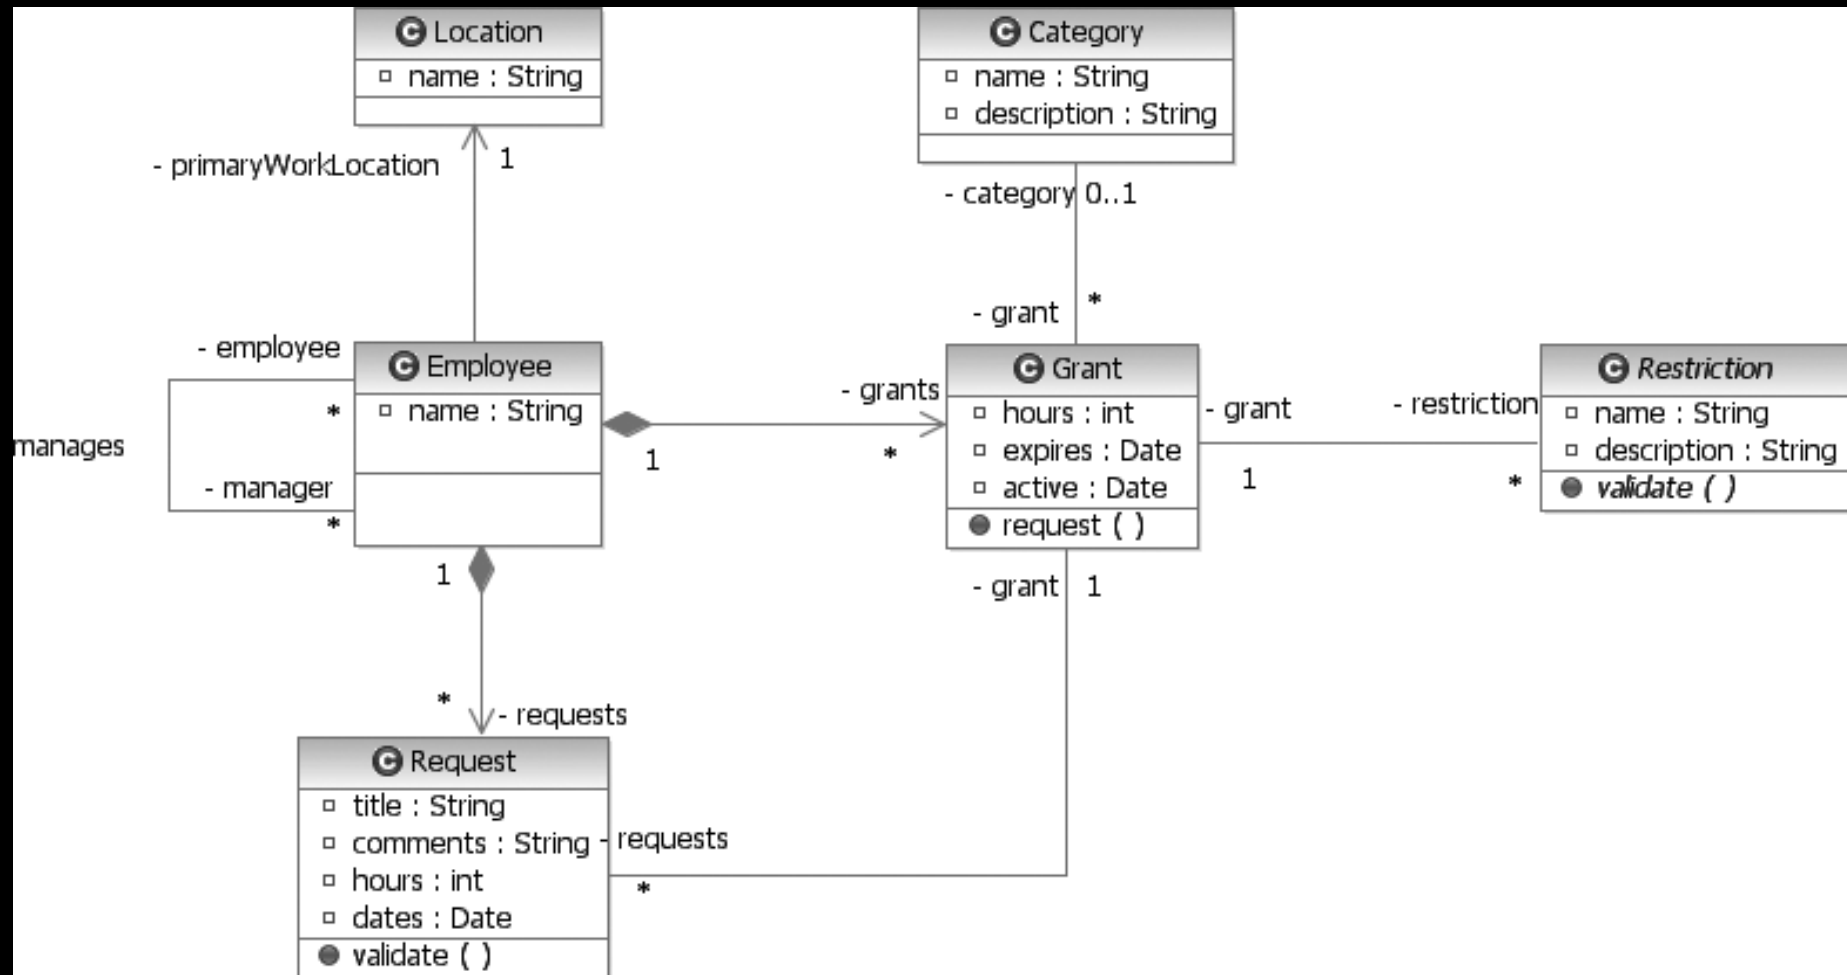 Location
name : String
- primaryWorkLocation
1
Category
name : String
description : String
- category 0..1
- grant
*
- employee
*
manages
- manager
*
Employee
name : String
1
- grants
*
Grant
hours : int
expires : Date
active : Date
request ( )
- grant
1
- restriction
*
Restriction
name : String
description : String
validate ( )
1
*
- requests
- grant 1
Request
title : String
comments : String
hours : int
dates : Date
validate ( )
- requests
*